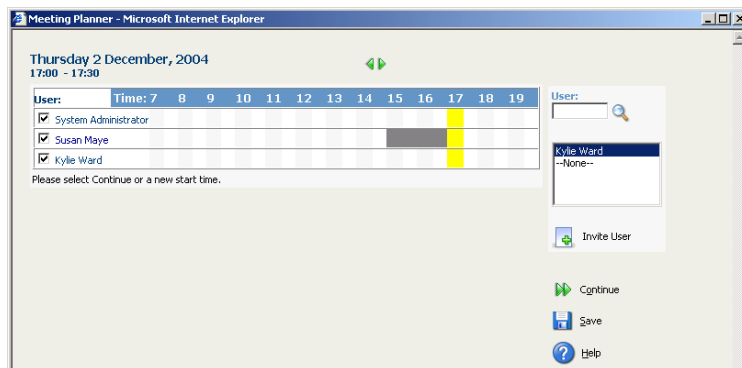 Meeting Planner - Microsoft Internet Explorer
Thursday 2 December, 2004
17:00 - 17:30
User: Time: 7 8 9 10 11 12 13 14 15 16 17 18 19
System Administrator
Susan Maye
Kylie Ward
Please select Continue or a new start time.
User:
Kylie Ward
--None--
Invite User
Continue
Save
Help